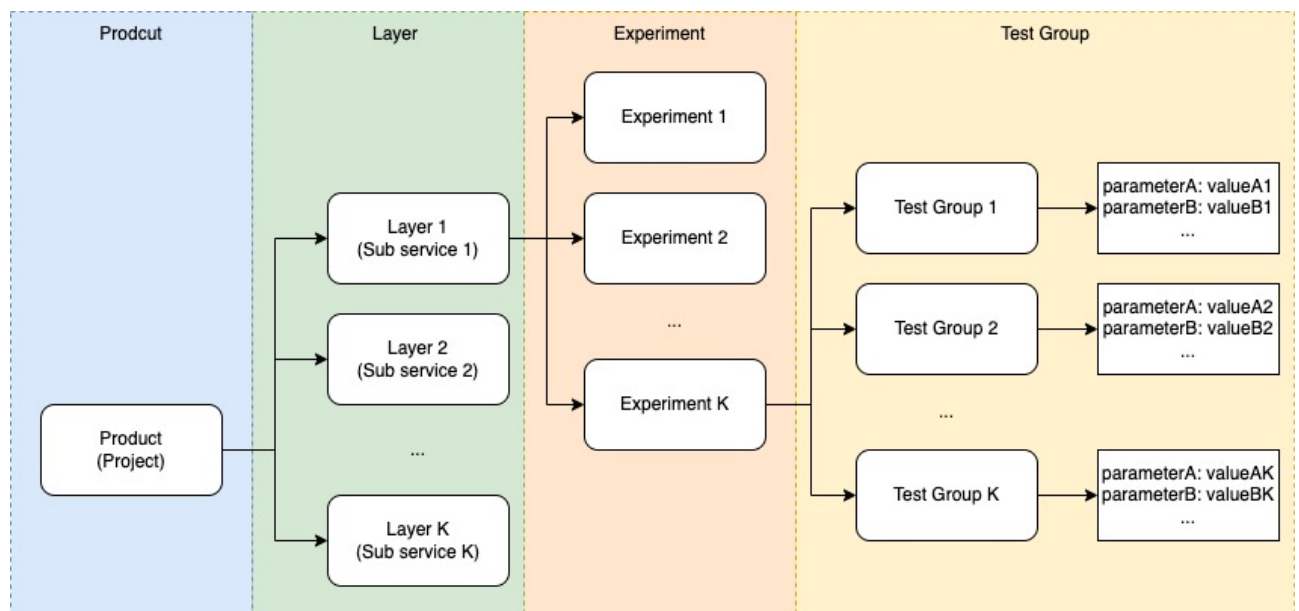 Prodcut
Layer
Experiment
Test Group
Product
(Project)
Layer 1
(Sub service 1)
Layer 2
(Sub service 2)
...
Layer K
(Sub service K)
Experiment 1
Experiment 2
...
Experiment K
Test Group 1
parameterA: valueA1
parameterB: valueB1
...
Test Group 2
parameterA: valueA2
parameterB: valueB2
...
...
Test Group K
parameterA: valueAK
parameterB: valueBK
...